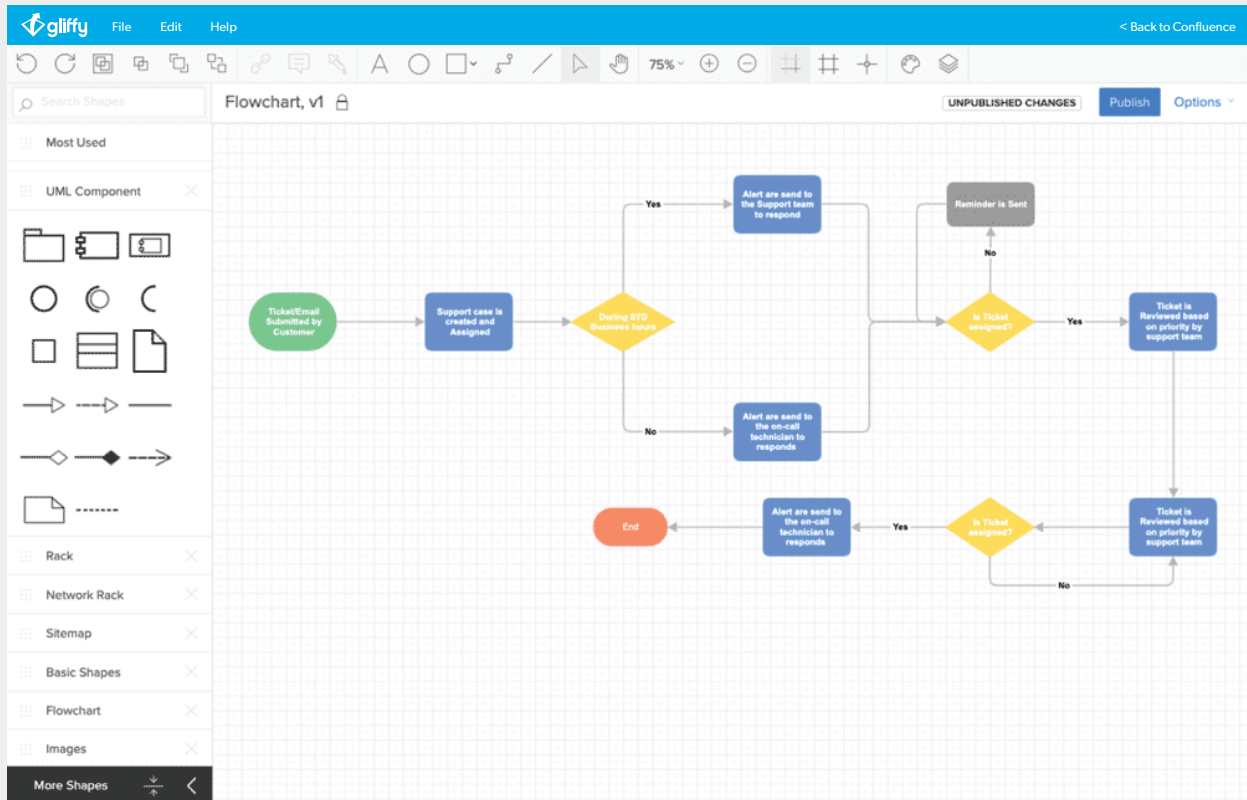 gliffy File Edit Help < Back to Confluence
75%
Search Shapes
Flowchart, v1 UNPUBLISHED CHANGES Publish Options
Most Used
UML Component
Rack
Network Rack
Sitemap
Basic Shapes
Flowchart
Images
More Shapes
Ticket/Email
Submitted by
Customer
Support case is
created and
Assigned
During STD
Business hours
Yes
Alert are send to
the Support team
to respond
No
Alert are send to
the on-call
technician to
responds
Reminder is Sent
No
Is Ticket
assigned?
Yes
Ticket is
Reviewed based
on priority by
support team
Ticket is
Reviewed based
on priority by
support team
Is Ticket
assigned?
No
Yes
Alert are send to
the on-call
technician to
responds
End